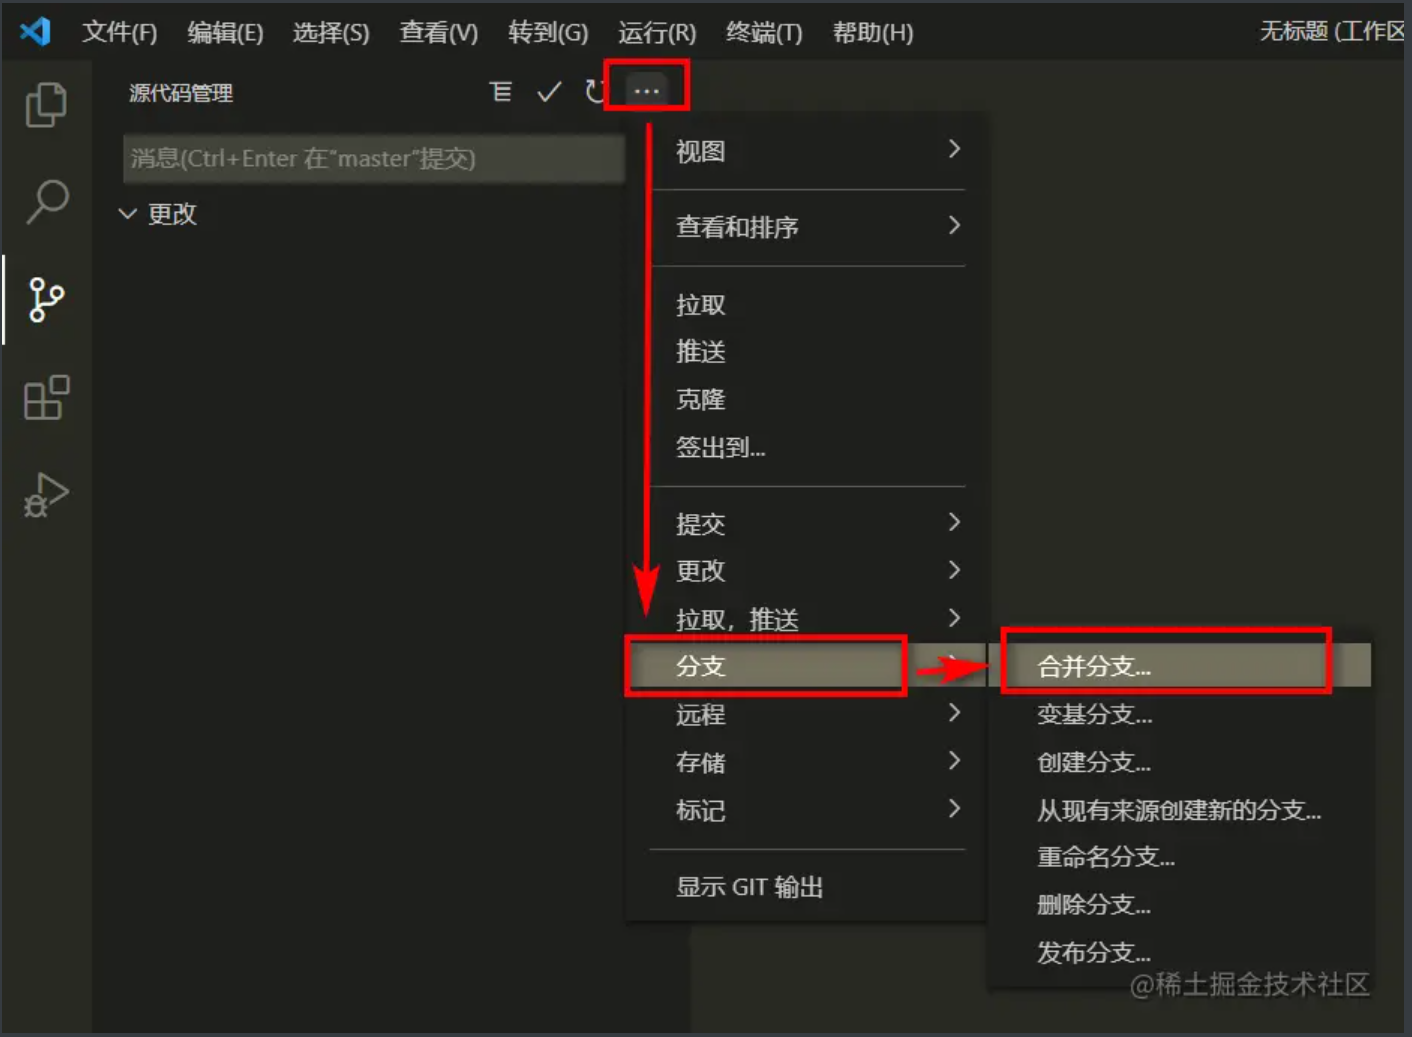 文件(F) 编辑(E) 选择(S) 查看(V) 转到(G) 运行(R) 终端(T) 帮助(H) 无标题 (工作区
源代码管理
消息(Ctrl+Enter 在“master”提交)
更改
视图
查看和排序
拉取
推送
克隆
签出到...
提交
更改
拉取，推送
分支
远程
存储
标记
显示 GIT 输出
合并分支...
变基分支...
创建分支...
从现有来源创建新的分支...
重命名分支...
删除分支...
发布分支...
@稀土掘金技术社区